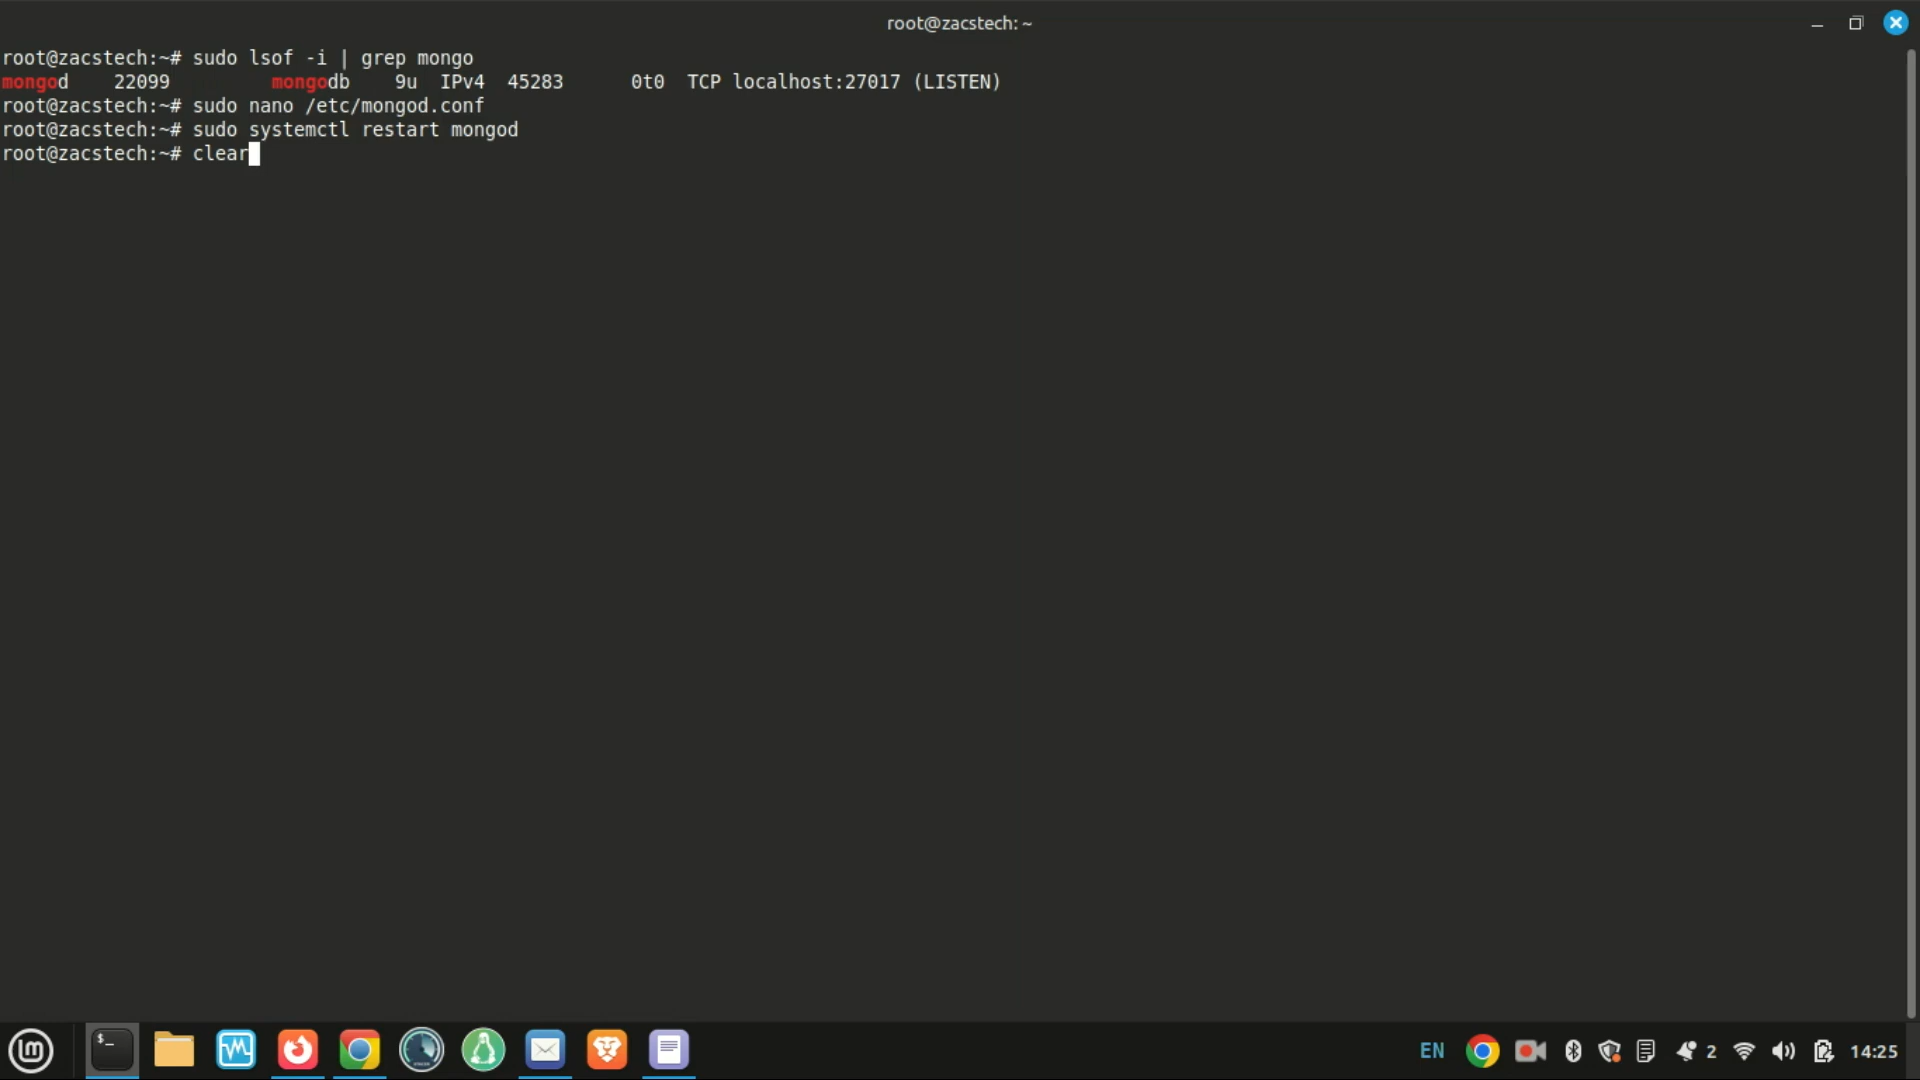 root@zacstech: ~
root@zacstech:~# sudo lsof -i | grep mongo
mongod    22099         mongodb    9u  IPv4  45283      0t0  TCP localhost:27017 (LISTEN)
root@zacstech:~# sudo nano /etc/mongod.conf
root@zacstech:~# sudo systemctl restart mongod
root@zacstech:~# clear
$_
EN
2
14:25